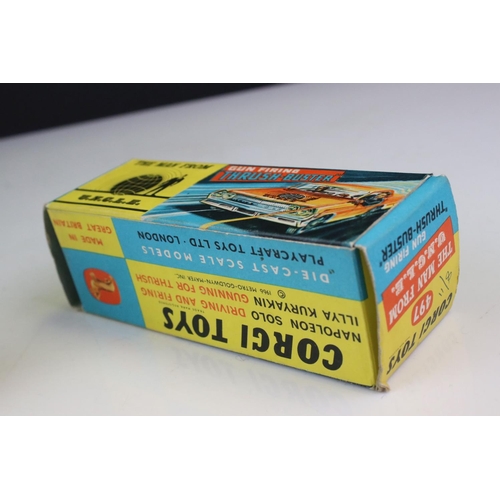 THE MAN FROM
U.N.C.L.E.
GUN FIRING
THRUSH-BUSTER
CORGI TOYS
NAPOLEON SOLO DRIVING AND FIRING
ILLYA KURYAKIN GUNNING FOR THRUSH
© 1966 METRO-GOLDWYN-MAYER INC.
"DIE-CAST SCALE MODELS"
PLAYCRAFT TOYS LTD · LONDON
MADE IN
GREAT BRITAIN
CORGI TOYS
497
THE MAN FROM
U.N.C.L.E.
GUN FIRING
"THRUSH-BUSTER"